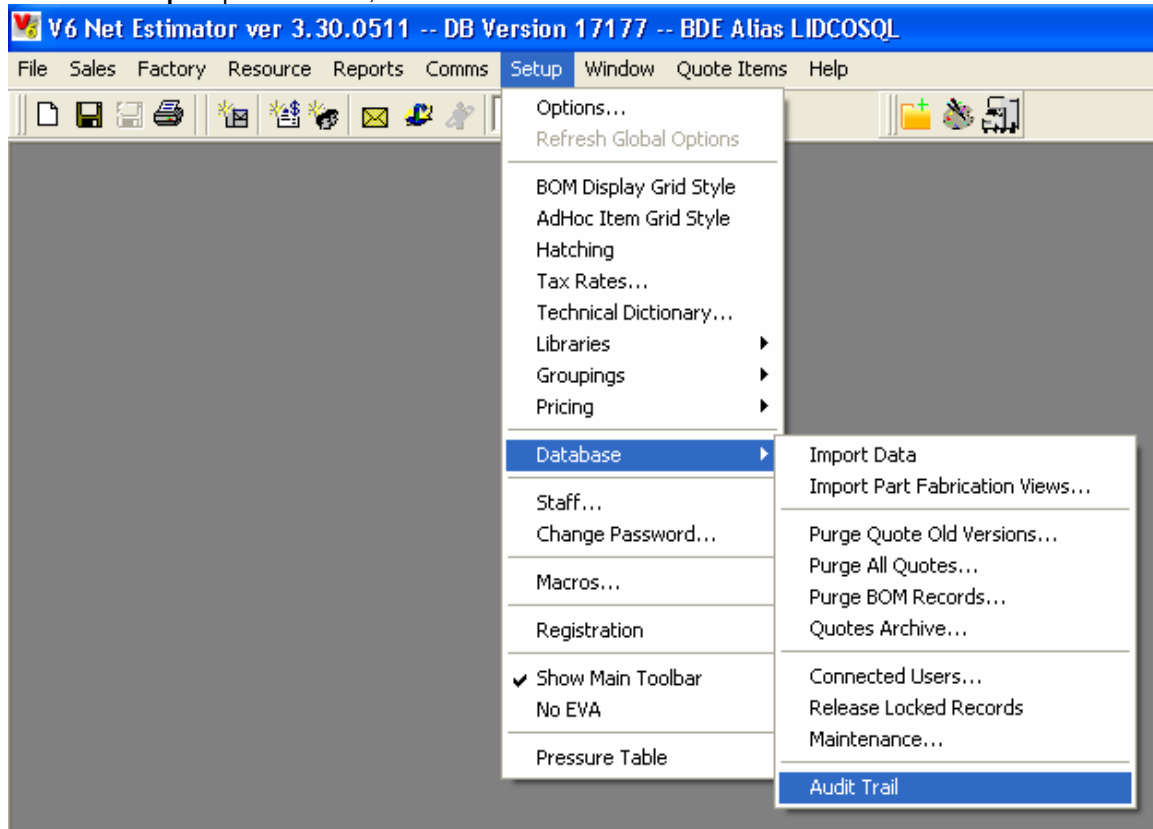 V6 Net Estimator ver 3.30.0511 -- DB Version 17177 -- BDE Alias LIDCOSQL
File Sales Factory Resource Reports Comms Setup Window Quote Items Help
Options...
Refresh Global Options
BOM Display Grid Style
AdHoc Item Grid Style
Hatching
Tax Rates...
Technical Dictionary...
Libraries
Groupings
Pricing
Database
Staff...
Change Password...
Macros...
Registration
Show Main Toolbar
No EVA
Pressure Table
Import Data
Import Part Fabrication Views...
Purge Quote Old Versions...
Purge All Quotes...
Purge BOM Records...
Quotes Archive...
Connected Users...
Release Locked Records
Maintenance...
Audit Trail